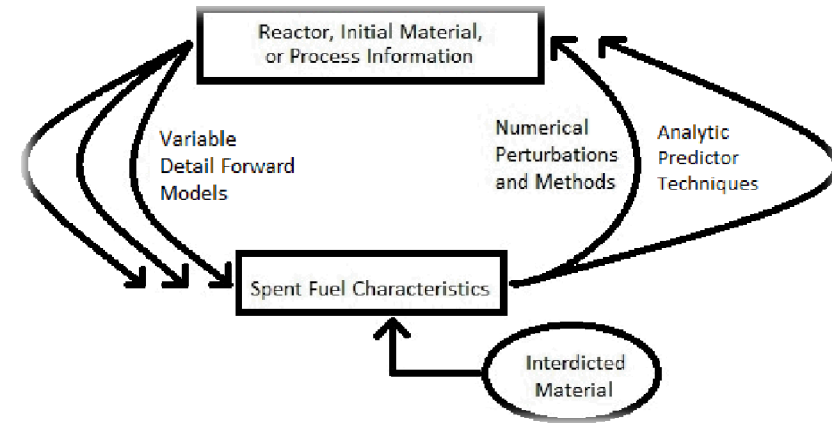 Reactor, Initial Material,
or Process Information
Variable
Detail Forward
Models
Numerical
Perturbations
and Methods
Analytic
Predictor
Techniques
Spent Fuel Characteristics
Interdicted
Material